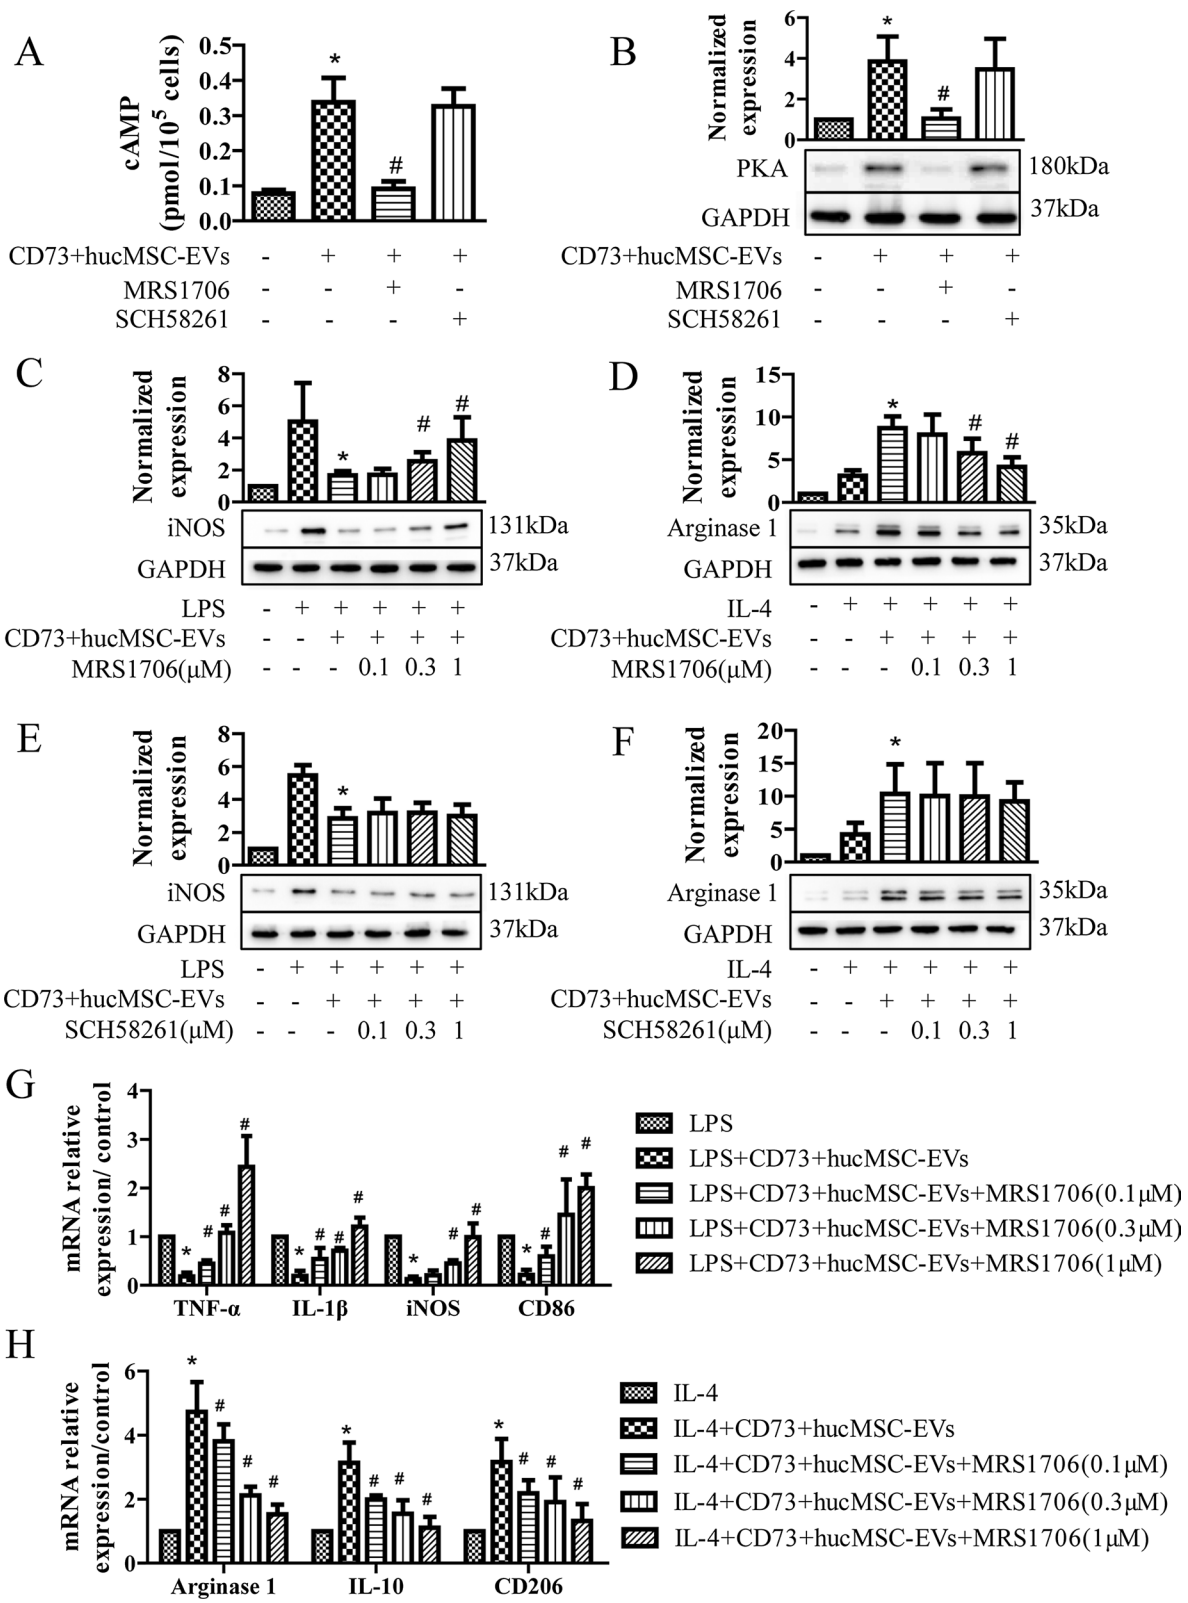 A
cAMP
(pmol/10⁵ cells)
0.5
0.4
0.3
0.2
0.1
0.0
*
#
CD73+hucMSC-EVs - + + +
MRS1706 - - + -
SCH58261 - - - +
B
Normalized
expression
6
4
2
0
*
#
PKA 180kDa
GAPDH 37kDa
CD73+hucMSC-EVs - + + +
MRS1706 - - + -
SCH58261 - - - +
C
Normalized
expression
8
6
4
2
0
*
#
#
iNOS 131kDa
GAPDH 37kDa
LPS - + + + + +
CD73+hucMSC-EVs - - + + + +
MRS1706(μM) - - - 0.1 0.3 1
D
Normalized
expression
15
10
5
0
*
#
#
Arginase 1 35kDa
GAPDH 37kDa
IL-4 - + + + + +
CD73+hucMSC-EVs - - + + + +
MRS1706(μM) - - - 0.1 0.3 1
E
Normalized
expression
8
6
4
2
0
*
iNOS 131kDa
GAPDH 37kDa
LPS - + + + + +
CD73+hucMSC-EVs - - + + + +
SCH58261(μM) - - - 0.1 0.3 1
F
Normalized
expression
20
15
10
5
0
*
Arginase 1 35kDa
GAPDH 37kDa
IL-4 - + + + + +
CD73+hucMSC-EVs - - + + + +
SCH58261(μM) - - - 0.1 0.3 1
G
mRNA relative
expression/ control
4
3
2
1
0
* # # #
* # # #
* # #
* # # #
TNF-α IL-1β iNOS CD86
LPS
LPS+CD73+hucMSC-EVs
LPS+CD73+hucMSC-EVs+MRS1706(0.1μM)
LPS+CD73+hucMSC-EVs+MRS1706(0.3μM)
LPS+CD73+hucMSC-EVs+MRS1706(1μM)
H
mRNA relative
expression/control
6
4
2
0
* # # #
* # # #
* # # #
Arginase 1 IL-10 CD206
IL-4
IL-4+CD73+hucMSC-EVs
IL-4+CD73+hucMSC-EVs+MRS1706(0.1μM)
IL-4+CD73+hucMSC-EVs+MRS1706(0.3μM)
IL-4+CD73+hucMSC-EVs+MRS1706(1μM)